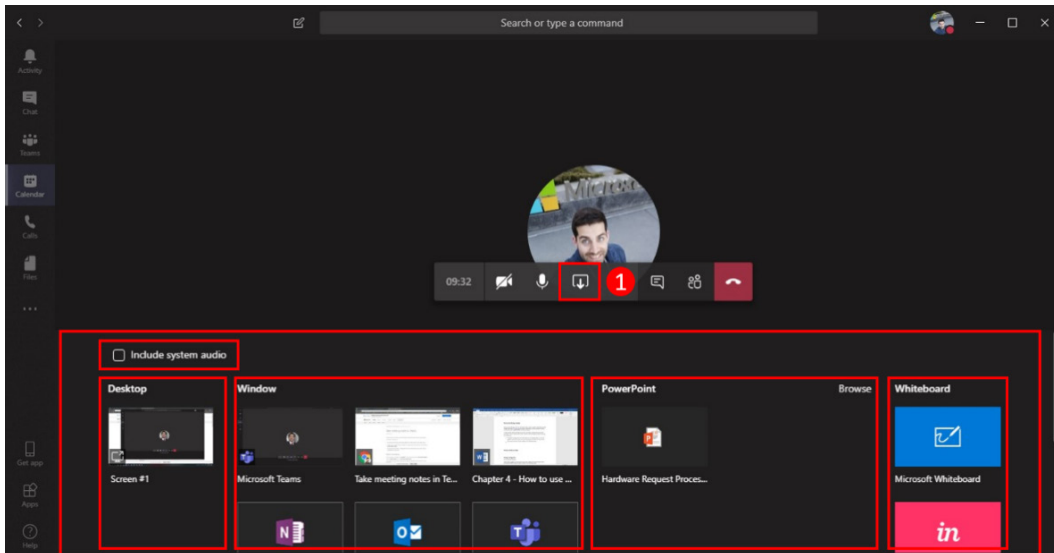 Search or type a command
Activity
Chat
Teams
Calendar
Calls
Files
Microsoft
09:32
1
Include system audio
Desktop
Window
PowerPoint
Browse
Whiteboard
Screen #1
Microsoft Teams
Take meeting notes in Te...
Chapter 4 - How to use ...
Hardware Request Proces...
Microsoft Whiteboard
in
Get app
Apps
Help